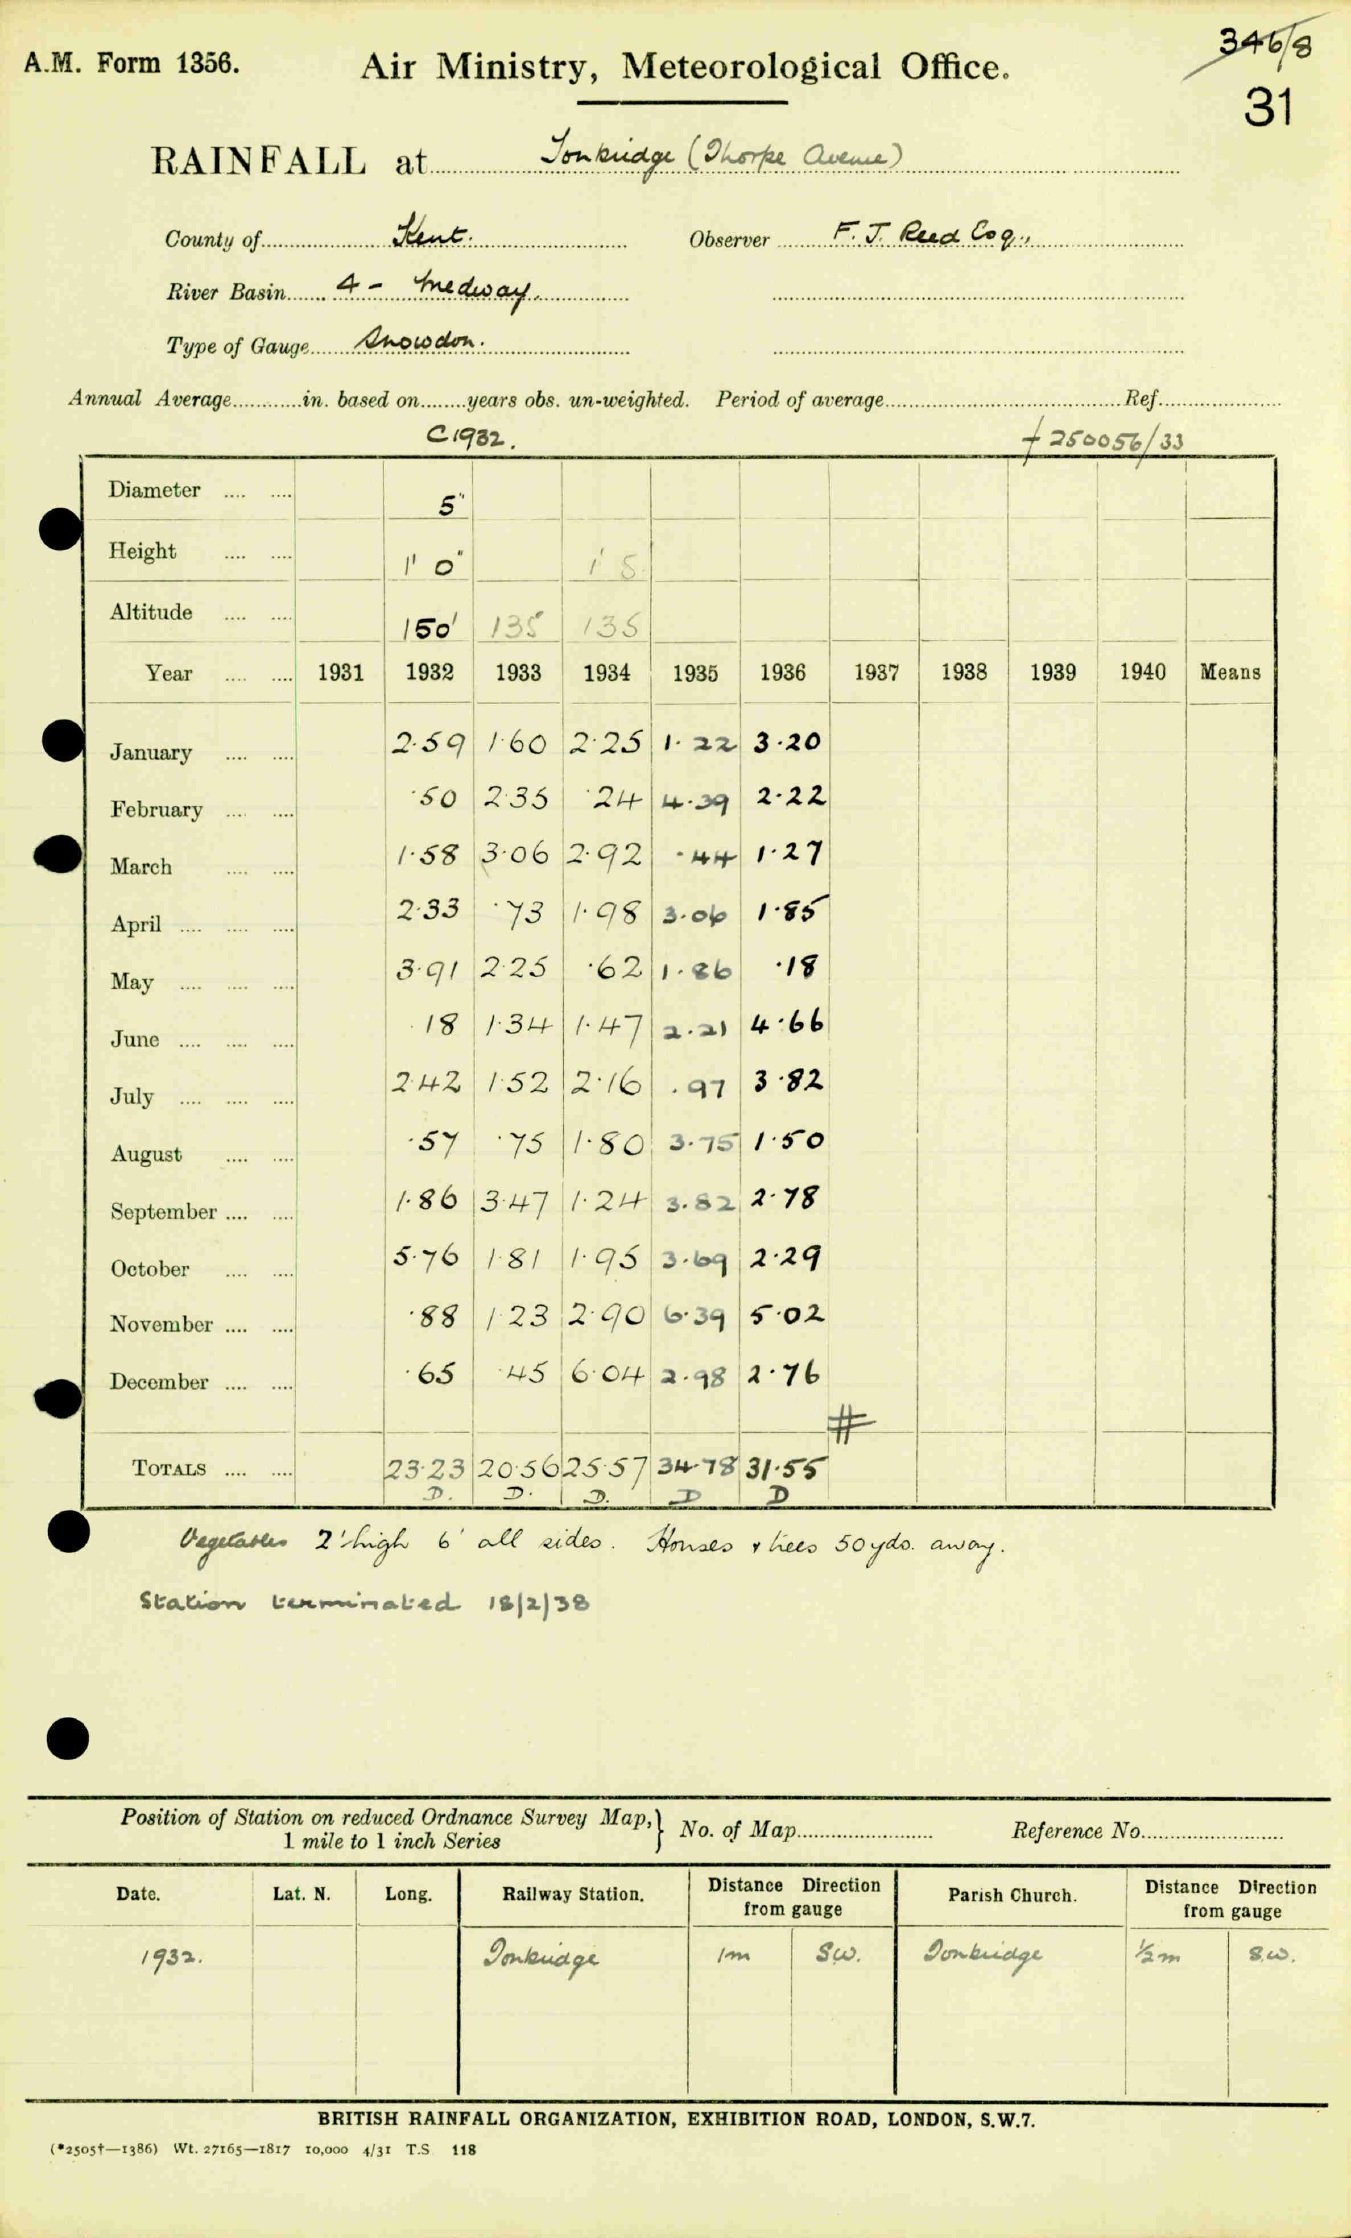 A.M. Form 1356.
Air Ministry, Meteorological Office.
346/8
31
RAINFALL at Tonbridge (Thorpe Avenue)
County of Kent. Observer F. J. Reed Esq.,
River Basin 4 - Medway.
Type of Gauge Snowdon.
Annual Average in. based on years obs. un-weighted. Period of average Ref.
C1932. + 250056/33
Diameter .... .... 5"
Height .... .... 1' 0" 1' 5
Altitude .... .... 150' 135 135
Year .... .... 1931 1932 1933 1934 1935 1936 1937 1938 1939 1940 Means
January .... .... 2·59 1·60 2·25 1·22 3·20
February .... .... ·50 2·35 ·24 4·39 2·22
March .... .... 1·58 3·06 2·92 ·44 1·27
April .... .... .... 2·33 ·73 1·98 3·06 1·85
May .... .... .... 3·91 2·25 ·62 1·86 ·18
June .... .... .... ·18 1·34 1·47 2·21 4·66
July .... .... .... 2·42 1·52 2·16 ·97 3·82
August .... .... ·57 ·75 1·80 3·75 1·50
September .... .... 1·86 3·47 1·24 3·82 2·78
October .... .... 5·76 1·81 1·95 3·69 2·29
November .... .... ·88 1·23 2·90 6·39 5·02
December .... .... ·65 ·45 6·04 2·98 2·76
#
TOTALS .... .... 23·23 20·56 25·57 34·78 31·55
D. D. D. D D
Vegetables 2' high 6' all sides. Houses & trees 50 yds. away.
Station terminated 18/2/38
Position of Station on reduced Ordnance Survey Map,} No. of Map Reference No.
1 mile to 1 inch Series
Date. Lat. N. Long. Railway Station. Distance Direction from gauge Parish Church. Distance Direction from gauge
1932. Tonbridge 1m SW. Tonbridge ½m S.W.
BRITISH RAINFALL ORGANIZATION, EXHIBITION ROAD, LONDON, S.W.7.
(*2505†—1386) Wt. 27165—1817 10,000 4/31 T.S 118